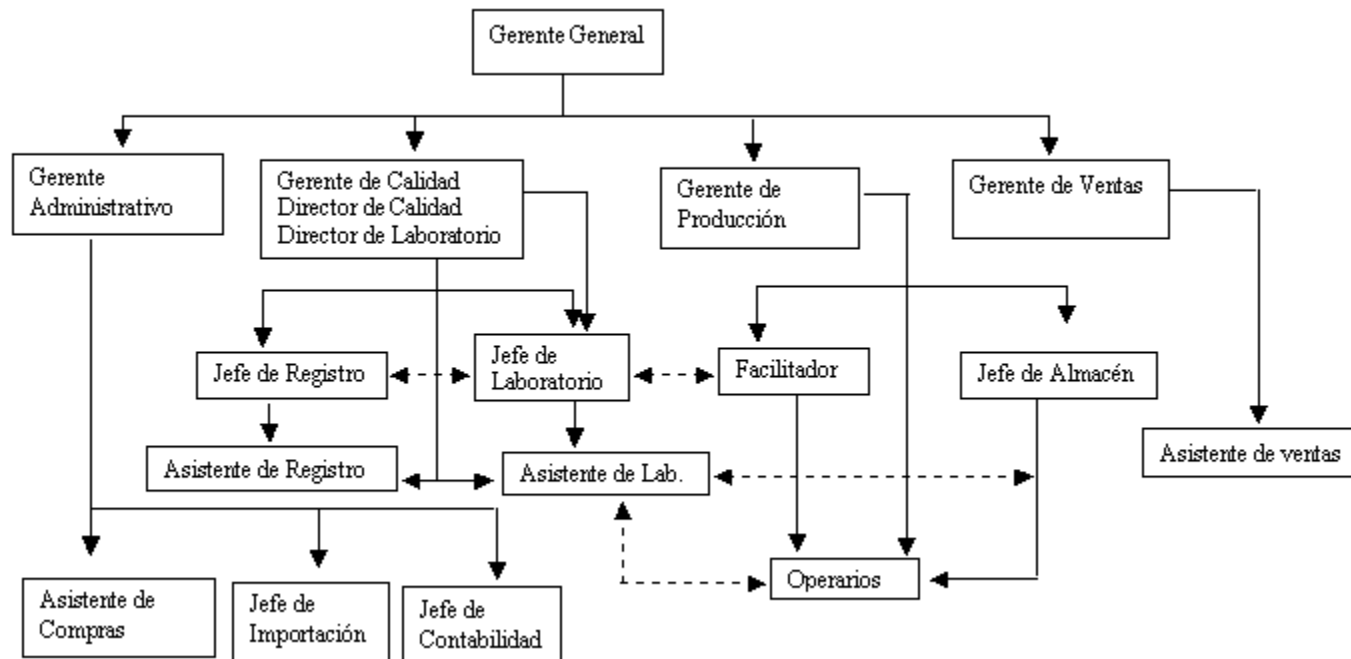 Gerente General
Gerente
Administrativo
Gerente de Calidad
Director de Calidad
Director de Laboratorio
Gerente de
Producción
Gerente de Ventas
Jefe de Registro
Jefe de
Laboratorio
Facilitador
Jefe de Almacén
Asistente de Registro
Asistente de Lab.
Asistente de ventas
Operarios
Asistente de
Compras
Jefe de
Importación
Jefe de
Contabilidad